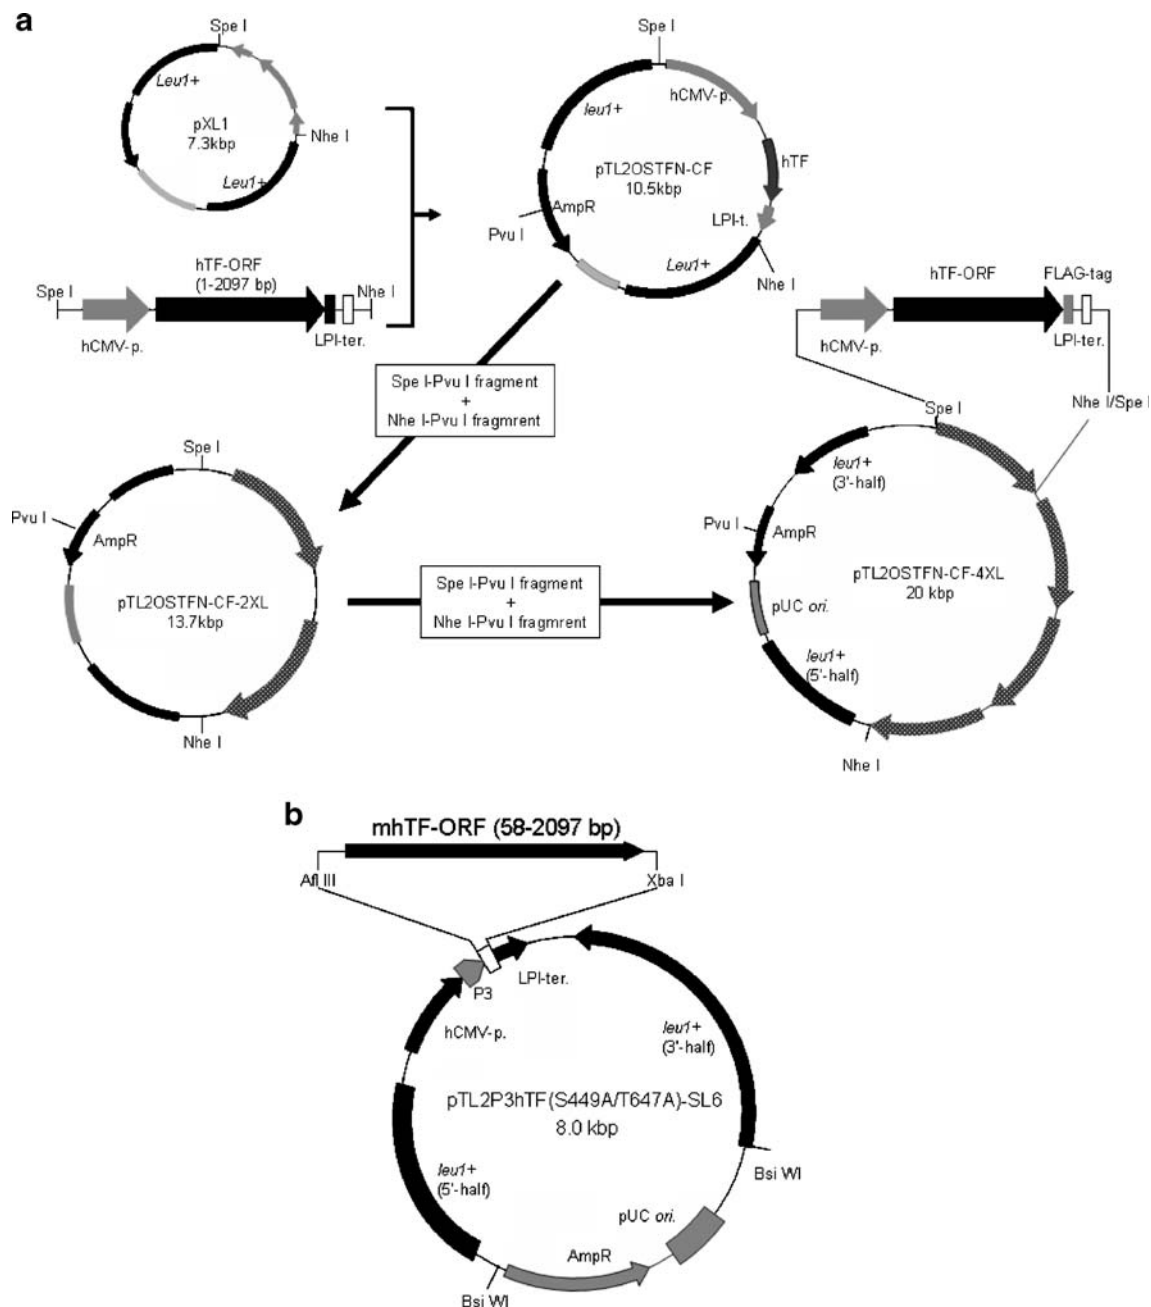 a
Spe I
Leu1+
pXL1
7.3kbp
Nhe I
Leu1+
hTF-ORF
(1-2097 bp)
Spe I
Nhe I
hCMV-p.
LPI-ter.
Spe I
hCMV-p.
leu1+
hTF
pTL2OSTFN-CF
10.5kbp
AmpR
LPI-t.
Pvu I
Leu1+
Nhe I
hTF-ORF
FLAG-tag
hCMV-p.
LPI-ter.
Spe I-Pvu I fragment
+
Nhe I-Pvu I fragmrent
Spe I
Pvu I
AmpR
pTL2OSTFN-CF-2XL
13.7kbp
Nhe I
Spe I-Pvu I fragment
+
Nhe I-Pvu I fragmrent
Spe I
Nhe I/Spe I
leu1+
(3'-half)
Pvu I
AmpR
pTL2OSTFN-CF-4XL
20 kbp
pUC ori.
leu1+
(5'-half)
Nhe I
b
mhTF-ORF (58-2097 bp)
Afl III
Xba I
LPI-ter.
P3
hCMV-p.
leu1+
(3'-half)
pTL2P3hTF(S449A/T647A)-SL6
8.0 kbp
leu1+
(5'-half)
Bsi WI
pUC ori.
AmpR
Bsi WI